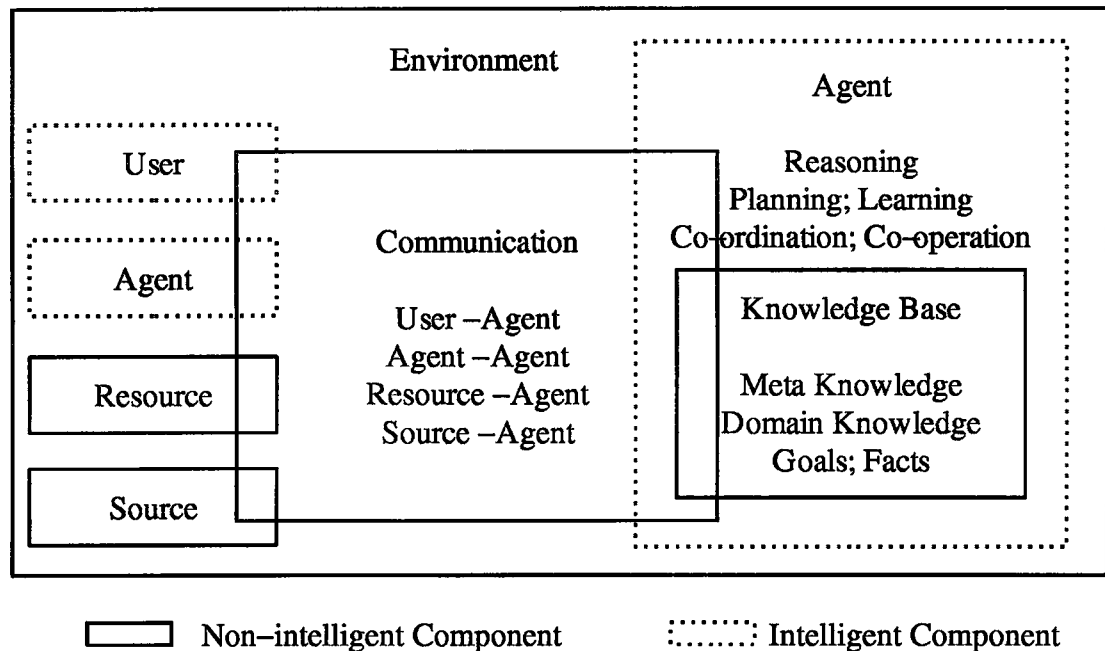 Environment
User
Agent
Resource
Source
Communication
User –Agent
Agent –Agent
Resource –Agent
Source –Agent
Agent
Reasoning
Planning; Learning
Co-ordination; Co-operation
Knowledge Base
Meta Knowledge
Domain Knowledge
Goals; Facts
Non–intelligent Component
Intelligent Component